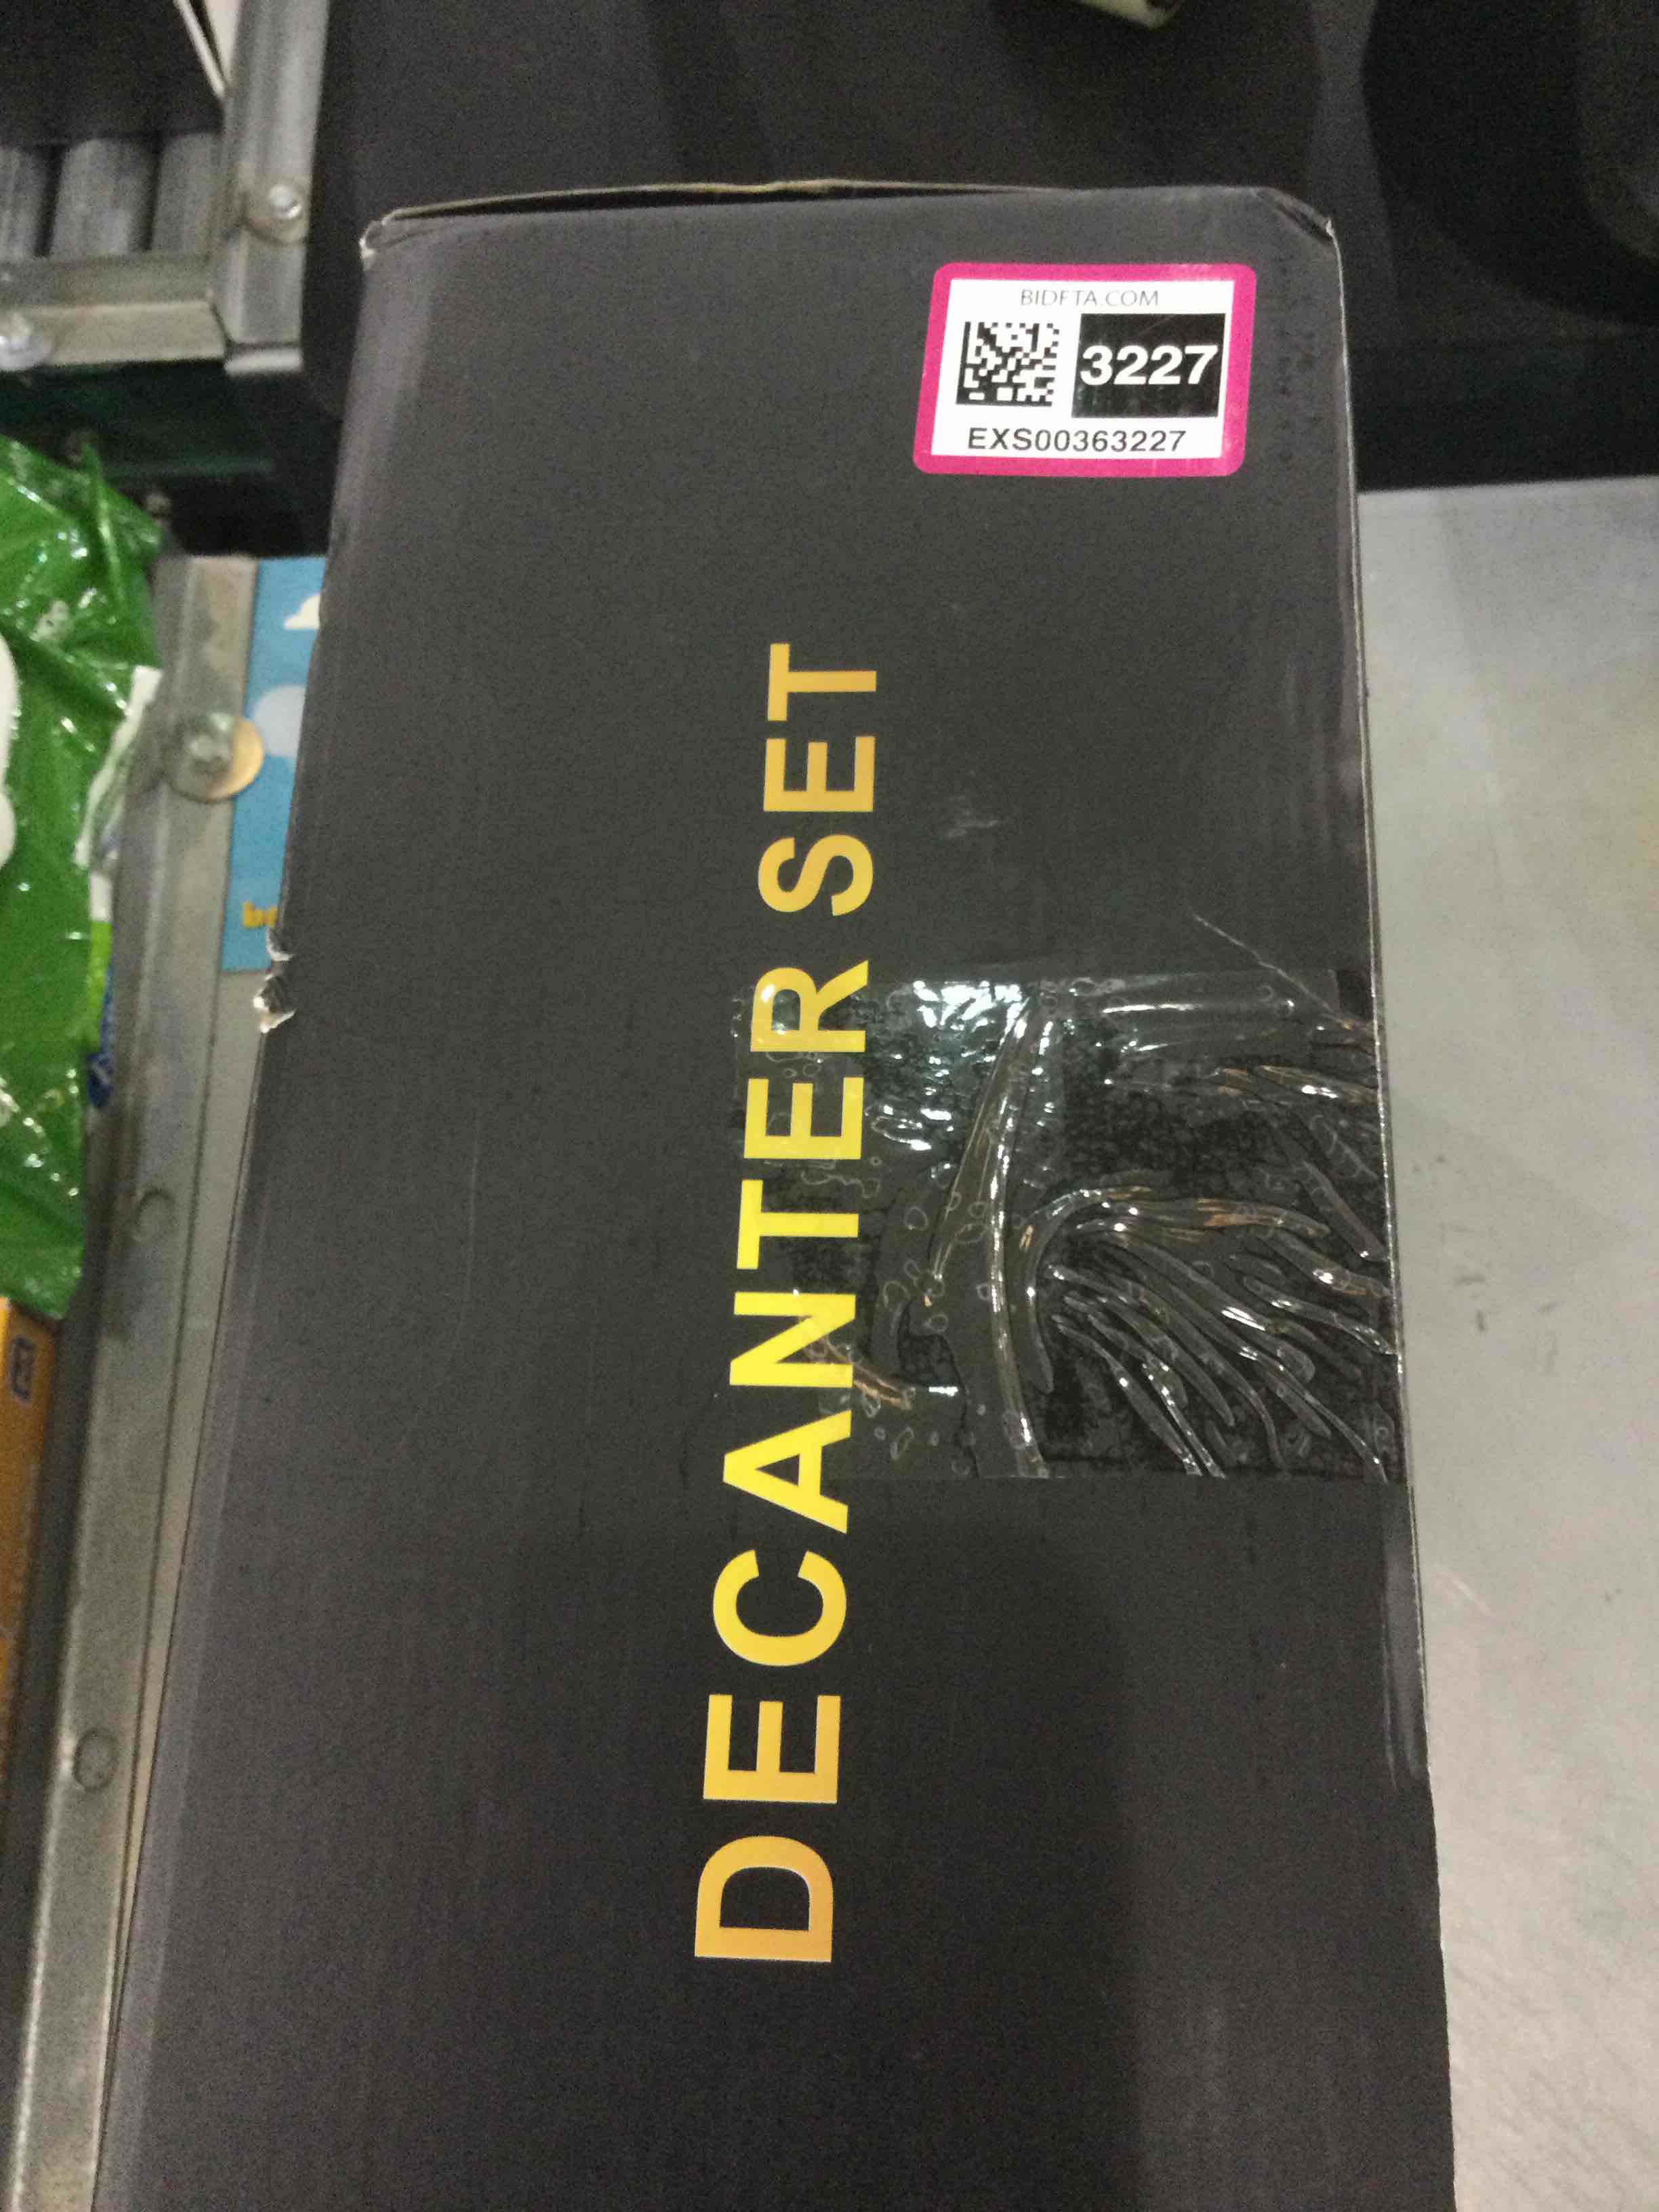 BIDFTA.COM
3227
EXS00363227
DECANTER SET